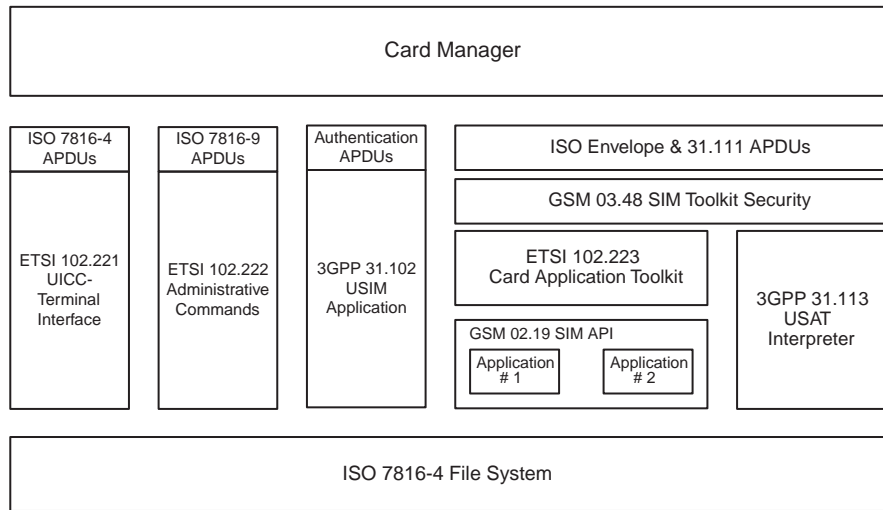 Card Manager
ISO 7816-4
APDUs
ISO 7816-9
APDUs
Authentication
APDUs
ISO Envelope & 31.111 APDUs
GSM 03.48 SIM Toolkit Security
ETSI 102.221
UICC-
Terminal
Interface
ETSI 102.222
Administrative
Commands
3GPP 31.102
USIM
Application
ETSI 102.223
Card Application Toolkit
GSM 02.19 SIM API
Application
# 1
Application
# 2
3GPP 31.113
USAT
Interpreter
ISO 7816-4 File System